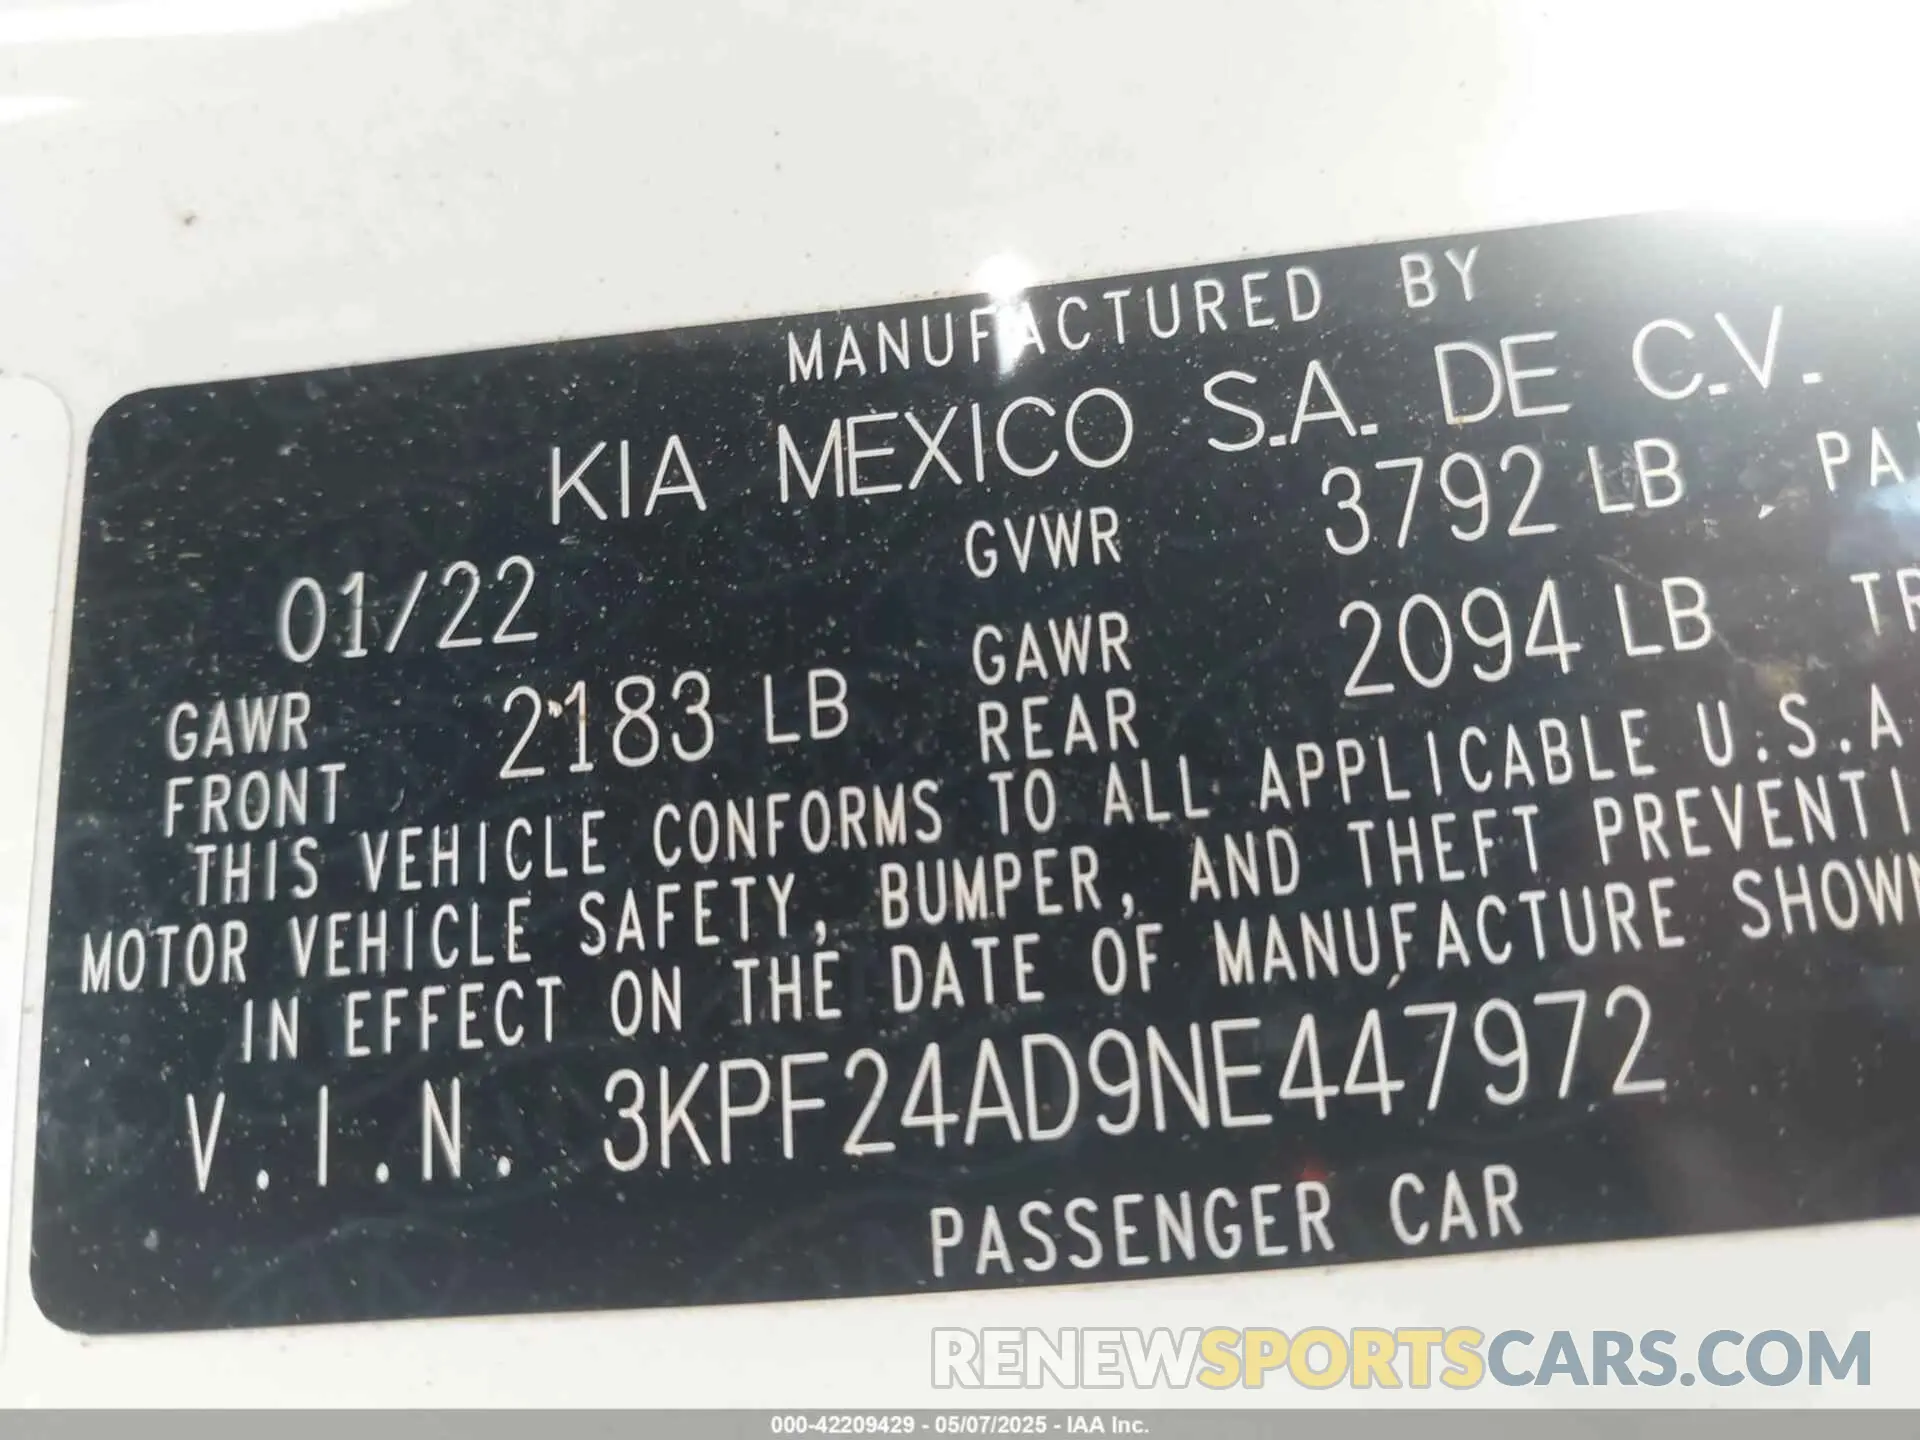 MANUFACTURED BY
KIA MEXICO S.A. DE C.V.
01/22 GVWR 3792 LB
GAWR FRONT 2183 LB GAWR REAR 2094 LB
THIS VEHICLE CONFORMS TO ALL APPLICABLE U.S.A
MOTOR VEHICLE SAFETY, BUMPER, AND THEFT PREVENTI
IN EFFECT ON THE DATE OF MANUFACTURE SHOWN
V.I.N. 3KPF24AD9NE447972
PASSENGER CAR
RENEWSPORTSCARS.COM
000-42209429 - 05/07/2025 - IAA Inc.